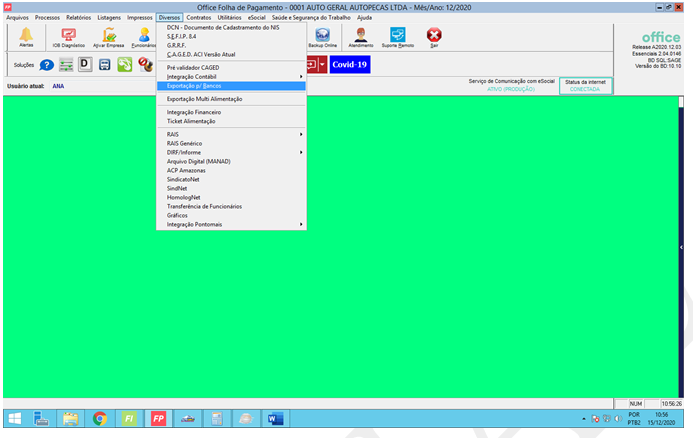 FP Office Folha de Pagamento - 0001 AUTO GERAL AUTOPECAS LTDA - Mês/Ano: 12/2020
Arquivos Processos Relatórios Listagens Impressos Diversos Contratos Utilitários eSocial Saúde e Segurança do Trabalho Ajuda
Alertas IOB Diagnóstico Ativar Empresa Funcionários Backup Online Atendimento Suporte Remoto Sair
office
Release A2020.12.03
Essenciais 2.04.0146
BD SQL:SAGE
Versão do BD:10.10
Soluções ? D Covid-19
Usuário atual: ANA
Serviço de Comunicação com eSocial
ATIVO (PRODUÇÃO)
Status da internet
CONECTADA
DCN - Documento de Cadastramento do NIS
S.E.F.I.P. 8.4
G.R.R.F.
C.A.G.E.D. ACI Versão Atual
Pré validador CAGED
Integração Contábil
Exportação p/ Bancos
Exportação Multi Alimentação
Integração Financeiro
Ticket Alimentação
RAIS
RAIS Genérico
DIRF/Informe
Arquivo Digital (MANAD)
ACP Amazonas
SindicatoNet
SindNet
HomologNet
Transferência de Funcionários
Gráficos
Integração Pontomais
NUM 10:56:26
FI FP W
POR 10:56
PTB2 15/12/2020